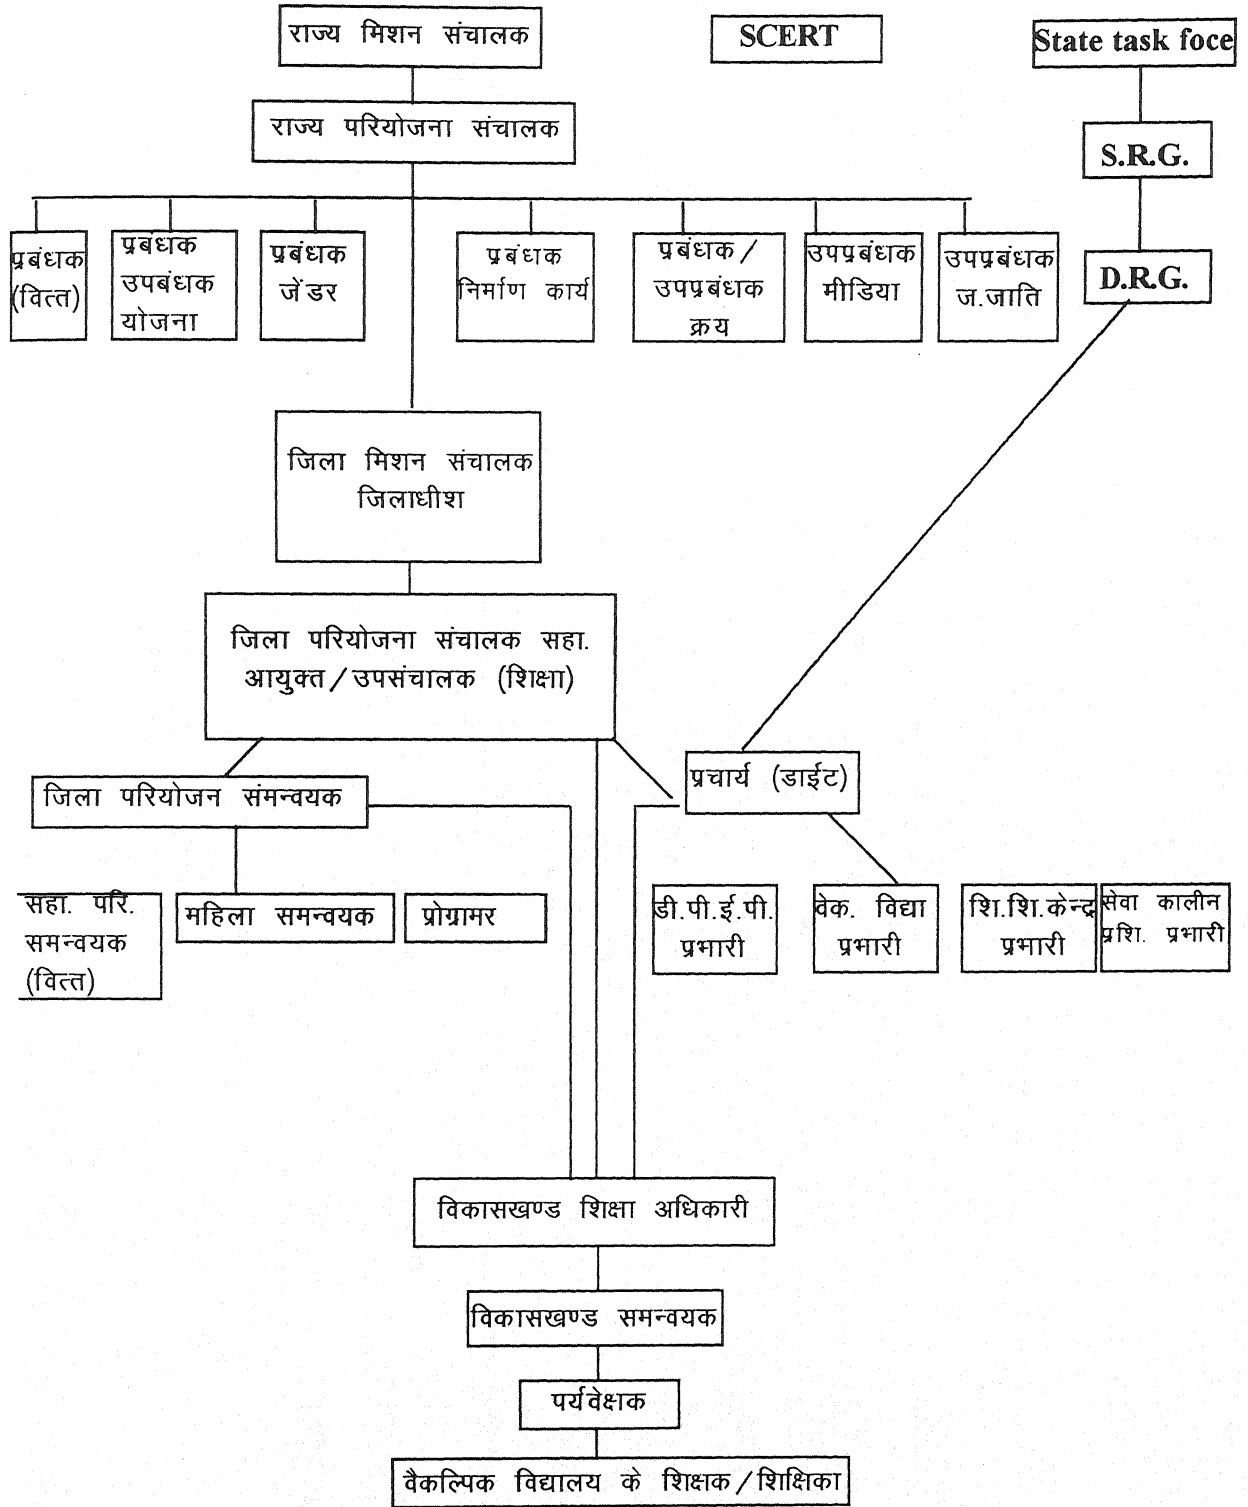 राज्य मिशन संचालक
SCERT
State task foce
राज्य परियोजना संचालक
S.R.G.
प्रबंधक
(वित्त)
प्रबंधक
उपबंधक
योजना
प्रबंधक
जेंडर
प्रबंधक
निर्माण कार्य
प्रबंधक /
उपप्रबंधक
क्रय
उपप्रबंधक
मीडिया
उपप्रबंधक
ज.जाति
D.R.G.
जिला मिशन संचालक
जिलाधीश
जिला परियोजना संचालक सहा.
आयुक्त/उपसंचालक (शिक्षा)
जिला परियोजन संमन्वयक
प्रचार्य (डाईट)
सहा. परि.
समन्वयक
(वित्त)
महिला समन्वयक
प्रोग्रामर
डी.पी.ई.पी.
प्रभारी
वेक. विद्या
प्रभारी
शि.शि.केन्द्र
प्रभारी
सेवा कालीन
प्रशि. प्रभारी
विकासखण्ड शिक्षा अधिकारी
विकासखण्ड समन्वयक
पर्यवेक्षक
वैकल्पिक विद्यालय के शिक्षक/शिक्षिका